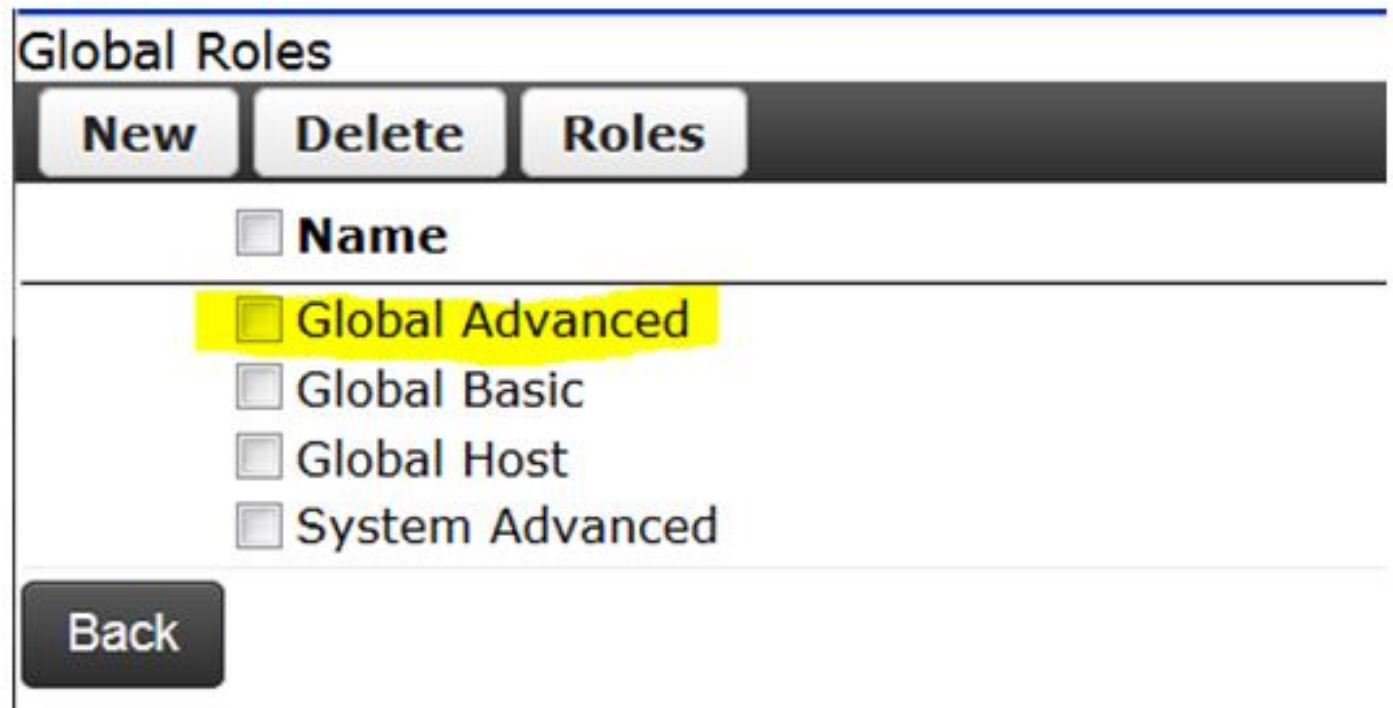 Global Roles
New Delete Roles
Name
Global Advanced
Global Basic
Global Host
System Advanced
Back